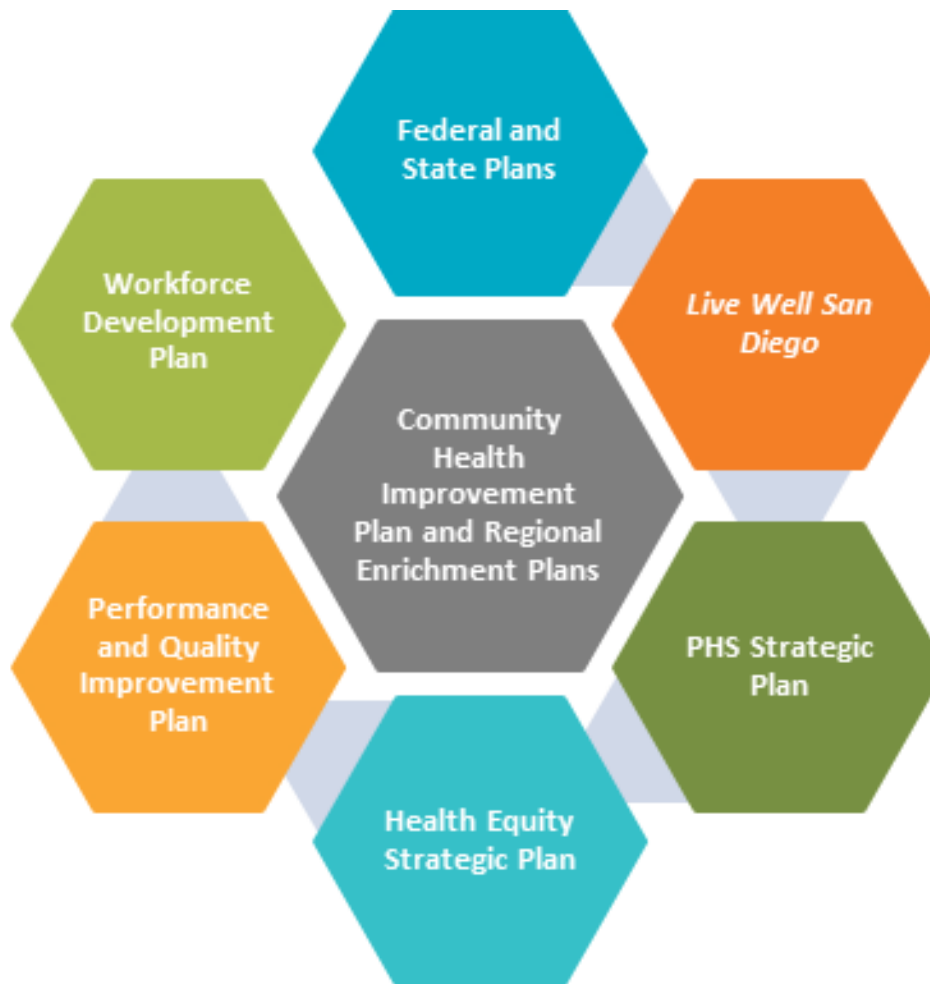 Federal and
State Plans
Live Well San
Diego
PHS Strategic
Plan
Health Equity
Strategic Plan
Performance
and Quality
Improvement
Plan
Workforce
Development
Plan
Community
Health
Improvement
Plan and Regional
Enrichment Plans